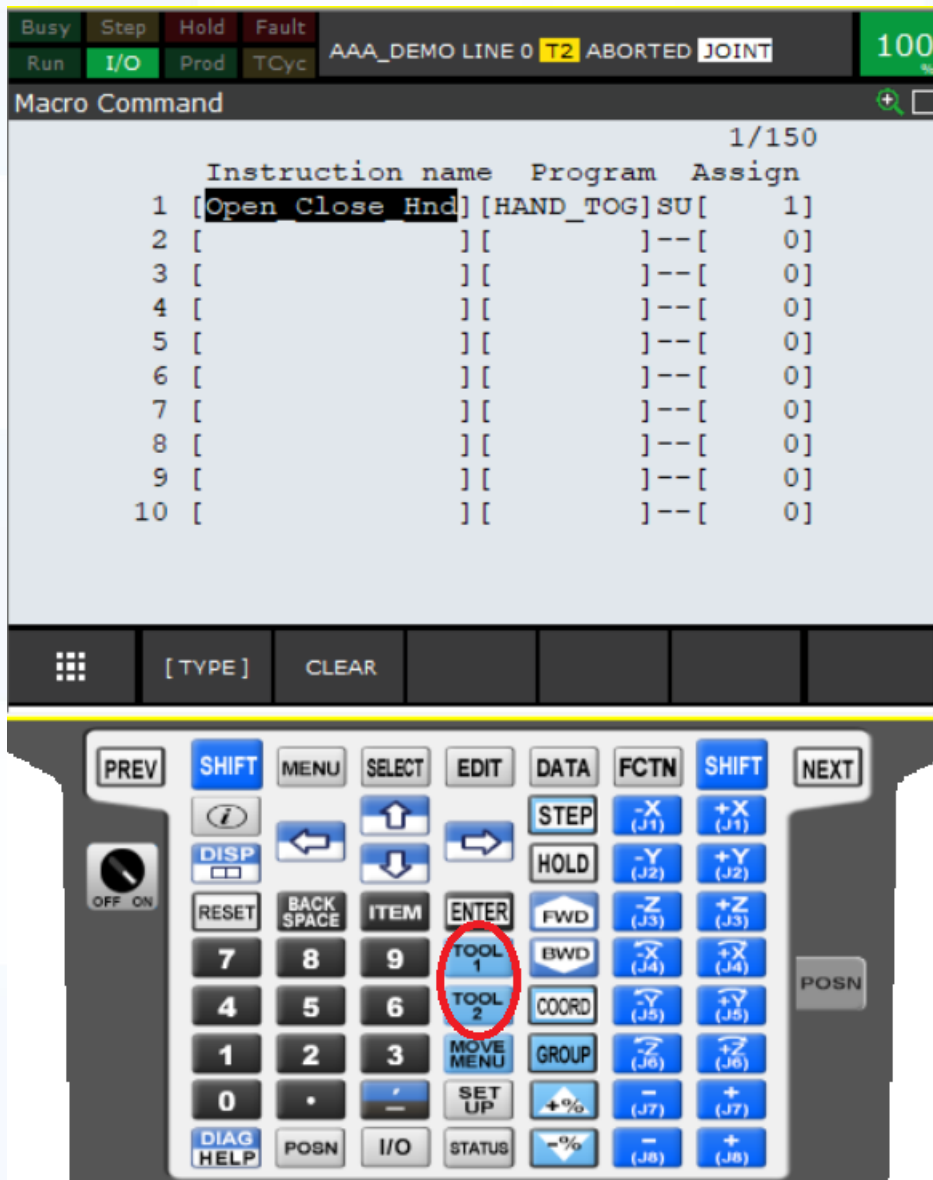 Busy Step Hold Fault
Run I/O Prod TCyc
AAA_DEMO LINE 0 T2 ABORTED JOINT
100
%
Macro Command
1/150
Instruction name Program Assign
1 [Open_Close_Hnd][HAND_TOG]SU[ 1]
2 [ ][ ]--[ 0]
3 [ ][ ]--[ 0]
4 [ ][ ]--[ 0]
5 [ ][ ]--[ 0]
6 [ ][ ]--[ 0]
7 [ ][ ]--[ 0]
8 [ ][ ]--[ 0]
9 [ ][ ]--[ 0]
10 [ ][ ]--[ 0]
[ TYPE ] CLEAR
PREV SHIFT MENU SELECT EDIT DATA FCTN SHIFT NEXT
i STEP -X (J1) +X (J1)
DISP HOLD -Y (J2) +Y (J2)
OFF ON
RESET BACK SPACE ITEM ENTER FWD -Z (J3) +Z (J3)
7 8 9 TOOL 1 BWD -X (J4) +X (J4)
POSN
4 5 6 TOOL 2 COORD -Y (J5) +Y (J5)
1 2 3 MOVE MENU GROUP -Z (J6) +Z (J6)
0 . , - SET UP +% - (J7) + (J7)
DIAG HELP POSN I/O STATUS -% - (J8) + (J8)